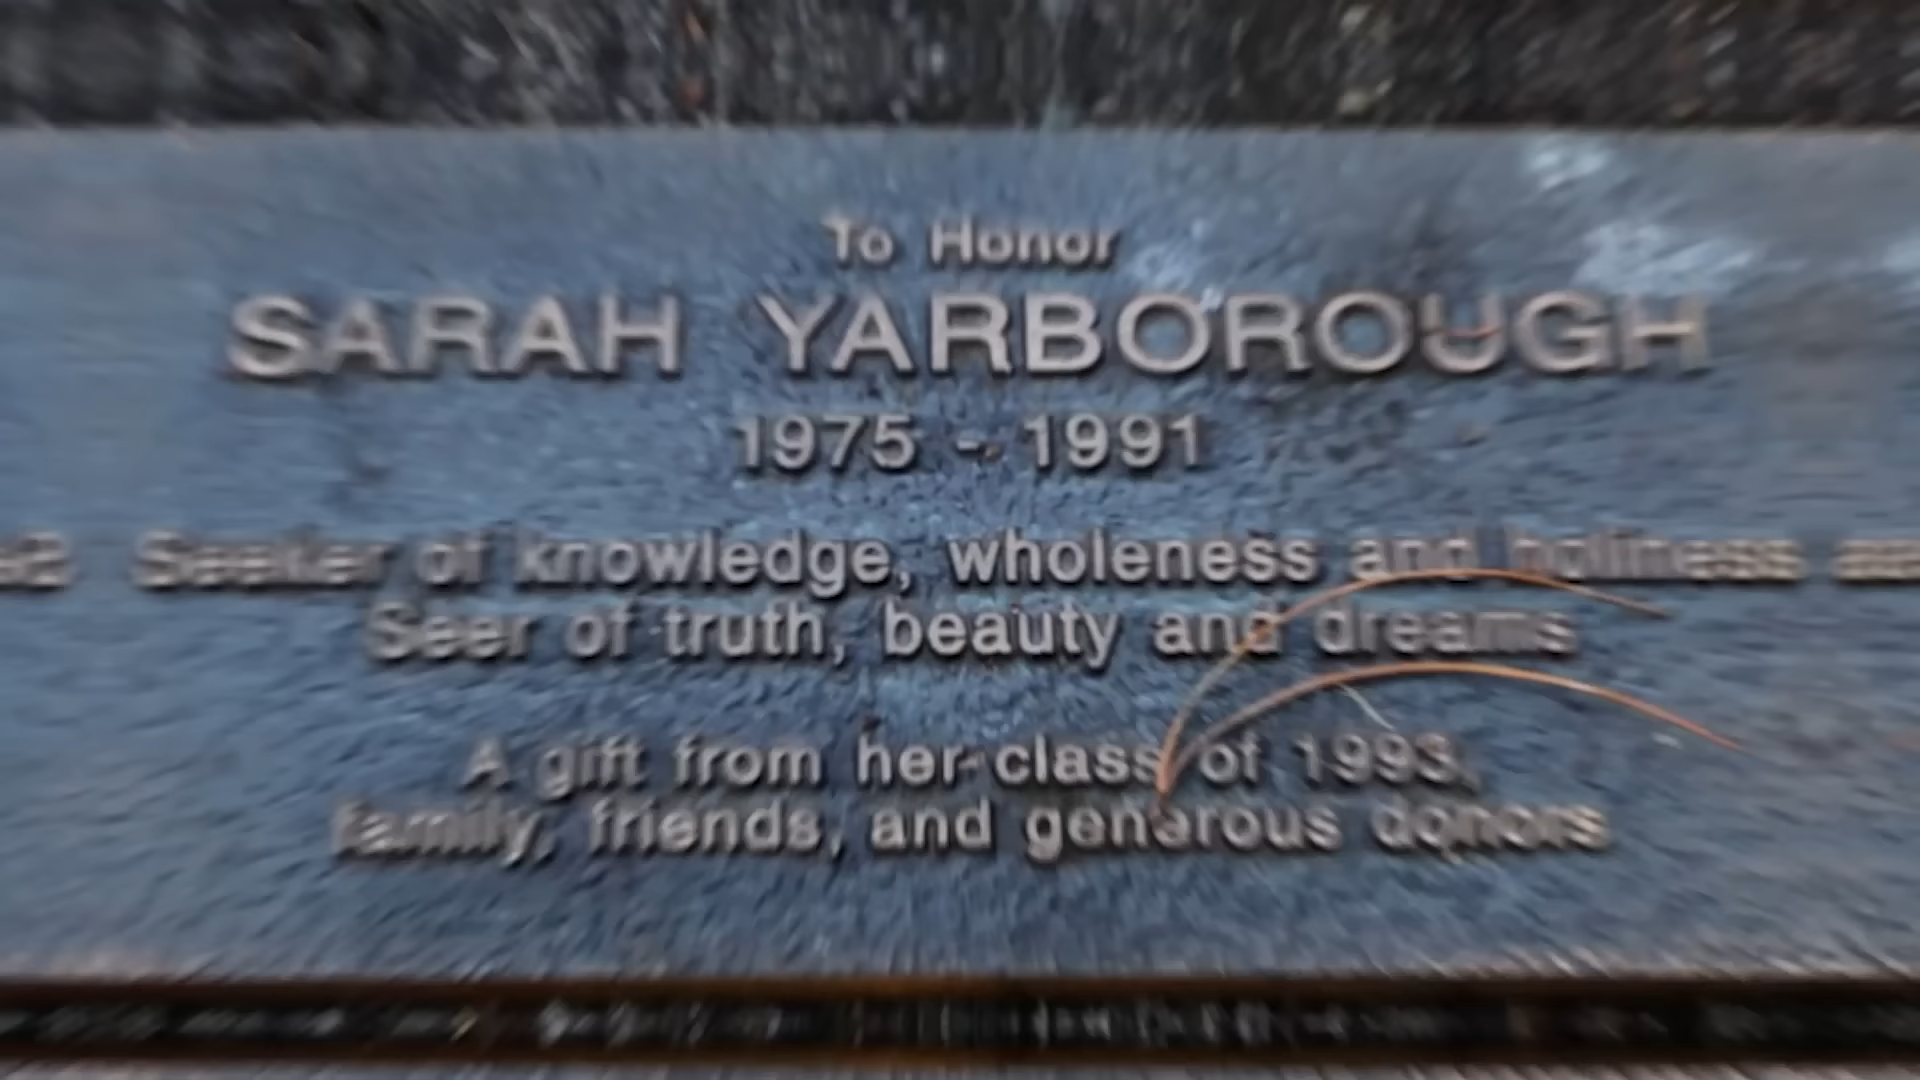 To Honor
SARAH YARBOROUGH
1975 - 1991
Seeker of knowledge, wholeness and holiness
Seer of truth, beauty and dreams
A gift from her class of 1993,
family, friends, and generous donors